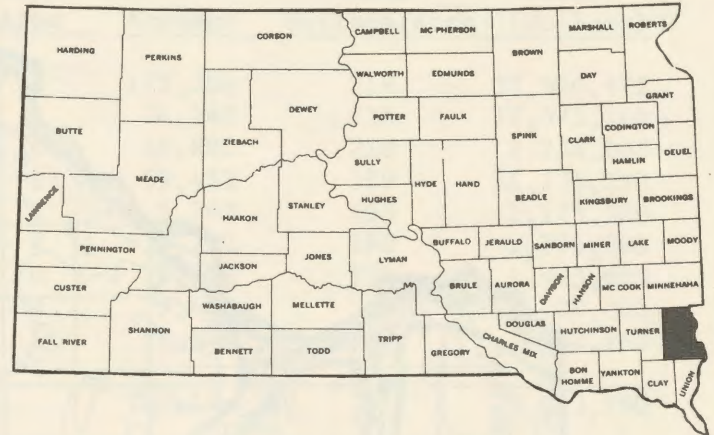 HARDING
PERKINS
CORSON
CAMPBELL
MC PHERSON
BROWN
MARSHALL
ROBERTS
WALWORTH
EDMUNDS
DAY
GRANT
DEWEY
BUTTE
ZIEBACH
POTTER
FAULK
SPINK
CLARK
CODINGTON
DEUEL
HAMLIN
MEADE
SULLY
LAWRENCE
HAAKON
STANLEY
HUGHES
HYDE
HAND
BEADLE
KINGSBURY
BROOKINGS
PENNINGTON
JACKSON
JONES
LYMAN
BUFFALO
JERAULD
SANBORN
MINER
LAKE
MOODY
CUSTER
WASHABAUGH
MELLETTE
BRULE
AURORA
DAVISON
HANSON
MC COOK
MINNEHAHA
FALL RIVER
SHANNON
BENNETT
TODD
TRIPP
GREGORY
CHARLES MIX
DOUGLAS
HUTCHINSON
TURNER
BON
HOMME
YANKTON
CLAY
UNION